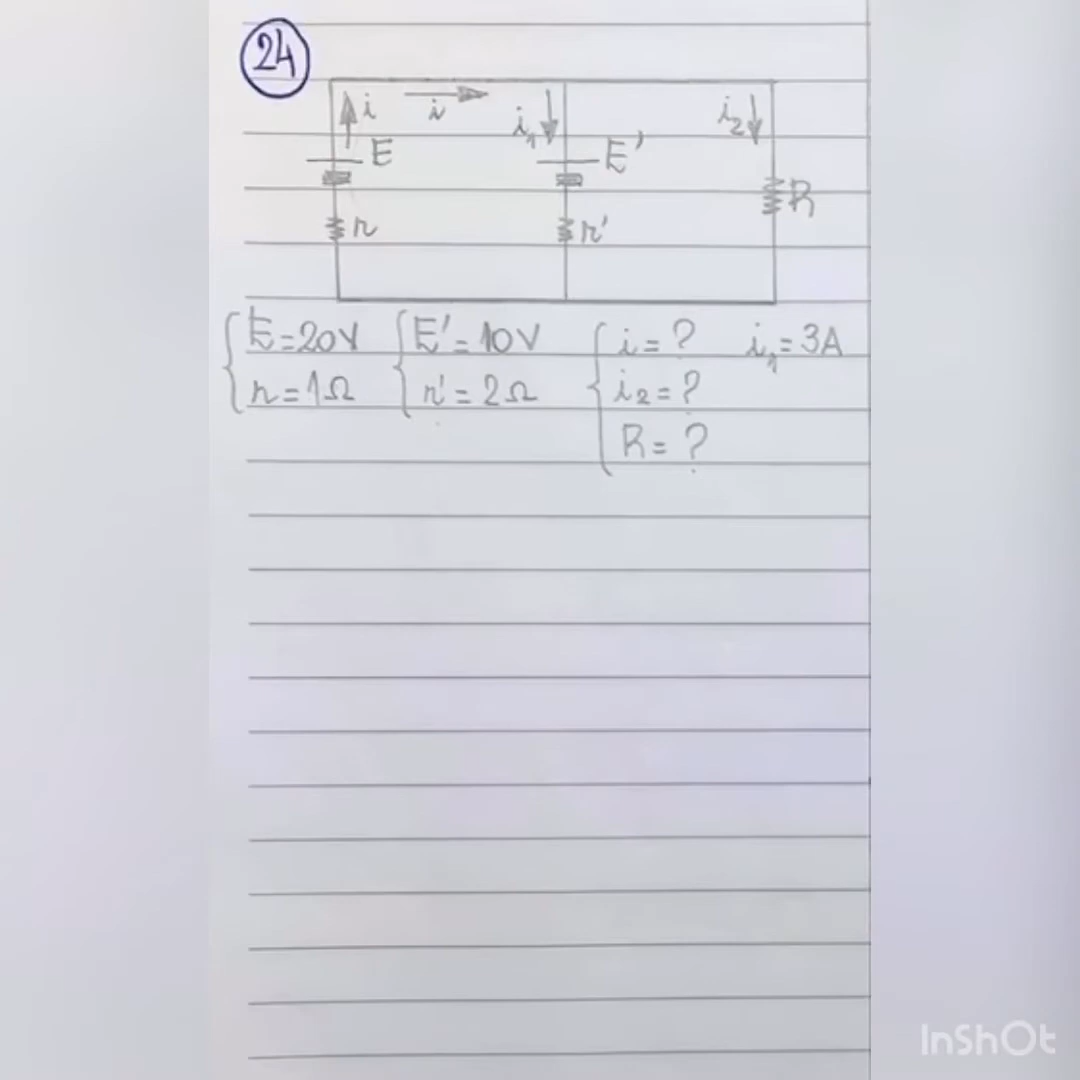 24
i i i₁ i₂
E E' R
r r'
E=20V E'=10V i=? i₁=3A
r=1Ω r'=2Ω i₂=?
R=?
InShOt